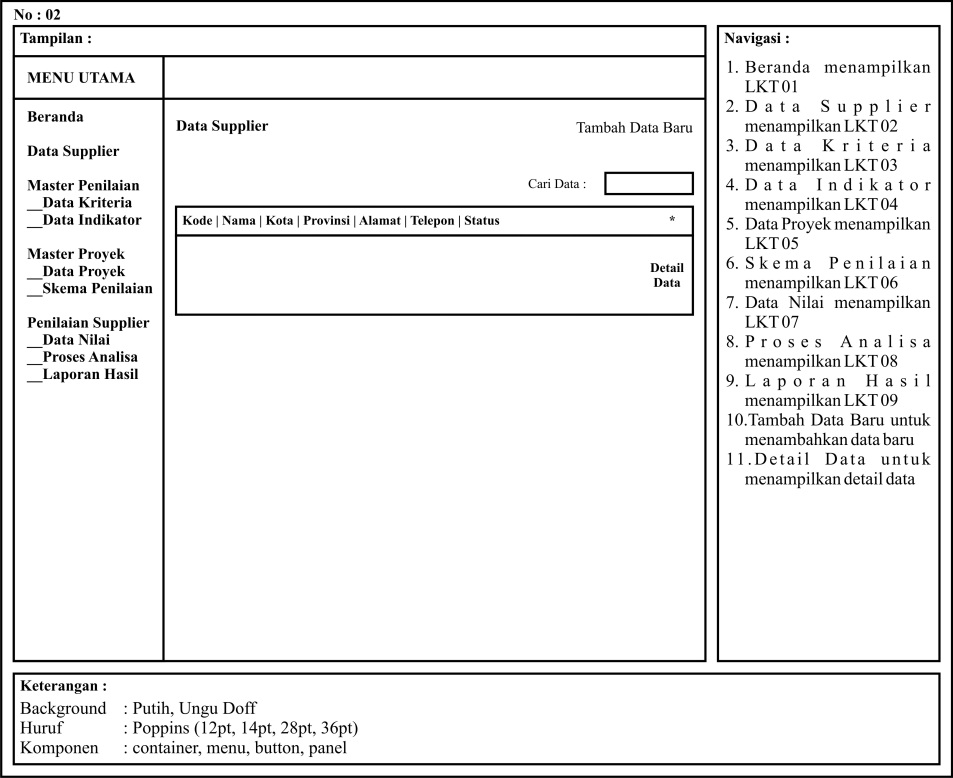 No : 02
Tampilan :
MENU UTAMA
Beranda
Data Supplier
Master Penilaian
__Data Kriteria
__Data Indikator
Master Proyek
__Data Proyek
__Skema Penilaian
Penilaian Supplier
__Data Nilai
__Proses Analisa
__Laporan Hasil
Data Supplier
Tambah Data Baru
Cari Data :
Kode | Nama | Kota | Provinsi | Alamat | Telepon | Status *
Detail
Data
Navigasi :
1. Beranda menampilkan
LKT 01
2. Data Supplier
menampilkan LKT 02
3. Data Kriteria
menampilkan LKT 03
4. Data Indikator
menampilkan LKT 04
5. Data Proyek menampilkan
LKT 05
6. Skema Penilaian
menampilkan LKT 06
7. Data Nilai menampilkan
LKT 07
8. Proses Analisa
menampilkan LKT 08
9. Laporan Hasil
menampilkan LKT 09
10.Tambah Data Baru untuk
menambahkan data baru
11.Detail Data untuk
menampilkan detail data
Keterangan :
Background : Putih, Ungu Doff
Huruf : Poppins (12pt, 14pt, 28pt, 36pt)
Komponen : container, menu, button, panel